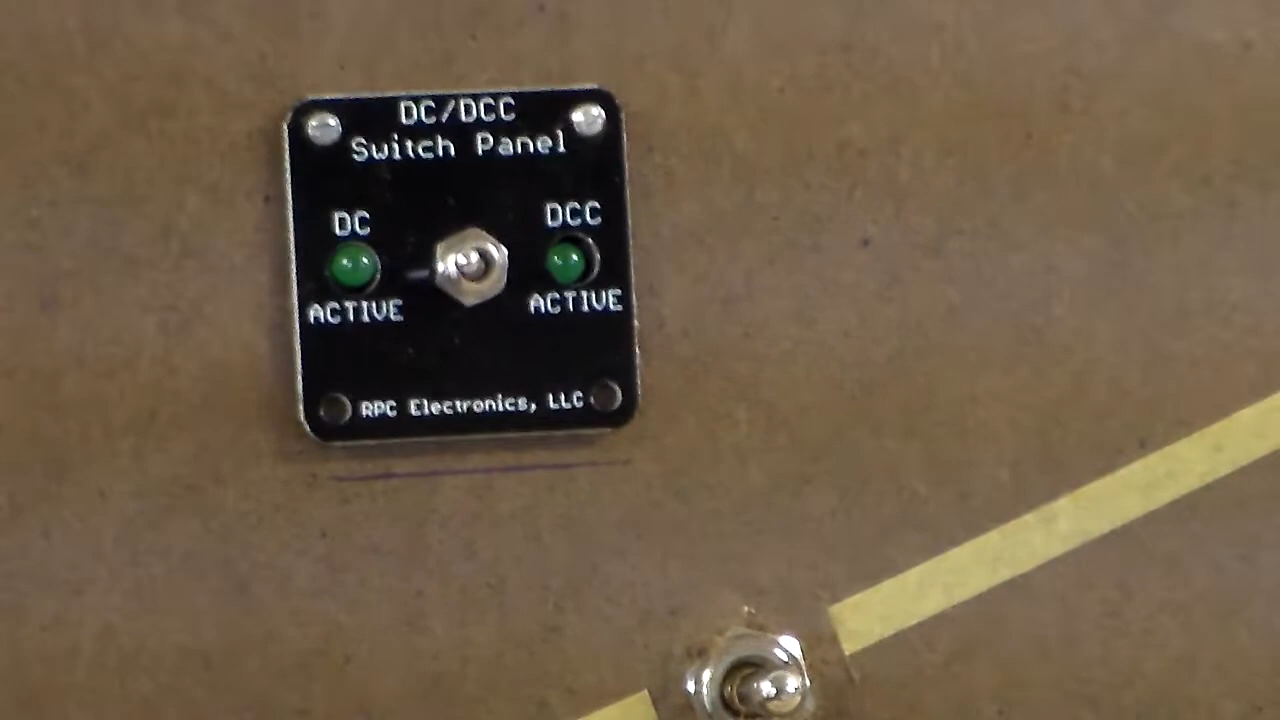 DC/DCC
Switch Panel
DC
DCC
ACTIVE
ACTIVE
RPC Electronics, LLC